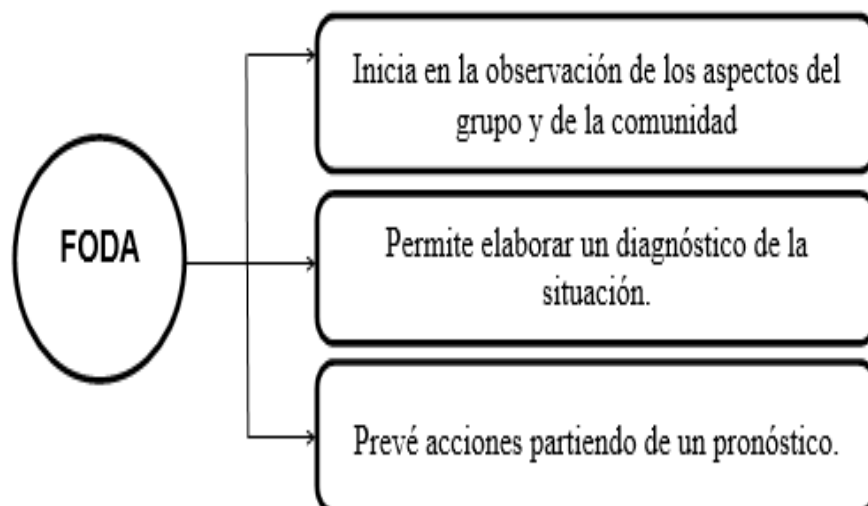 FODA
Inicia en la observación de los aspectos del
grupo y de la comunidad
Permite elaborar un diagnóstico de la
situación.
Prevé acciones partiendo de un pronóstico.